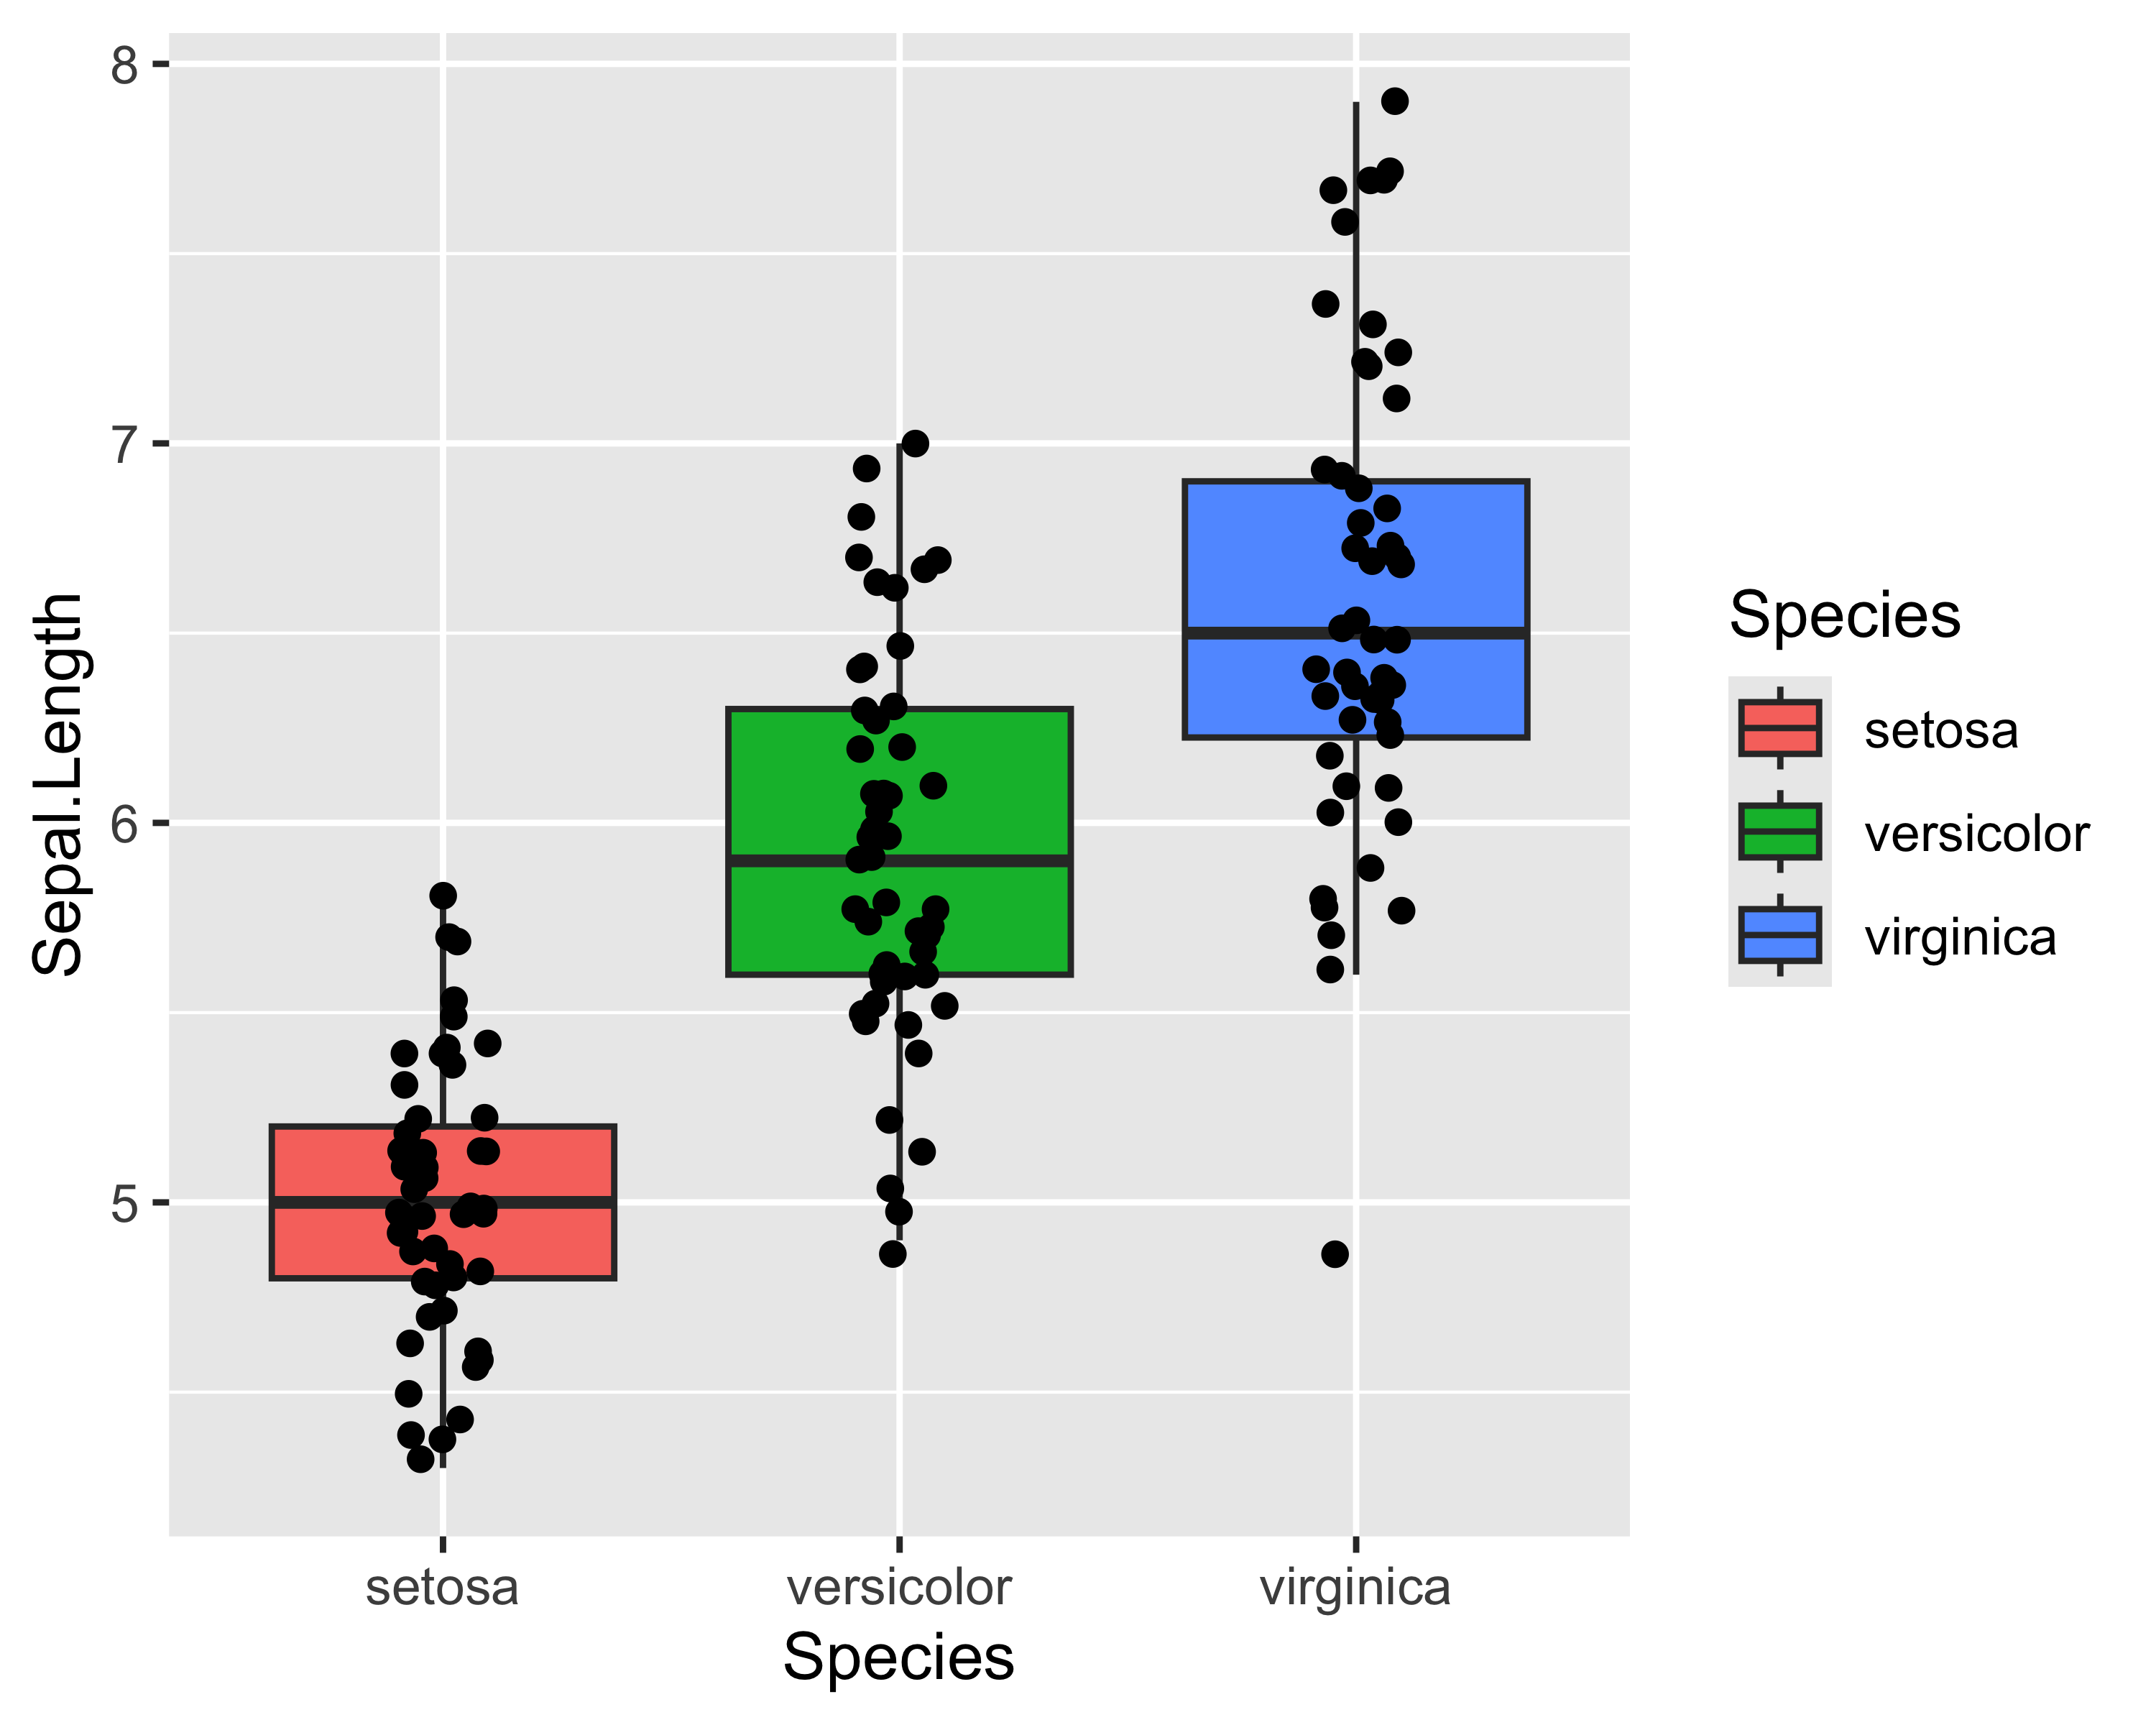 8
7
6
5
Sepal.Length
setosa
versicolor
virginica
Species
Species
setosa
versicolor
virginica